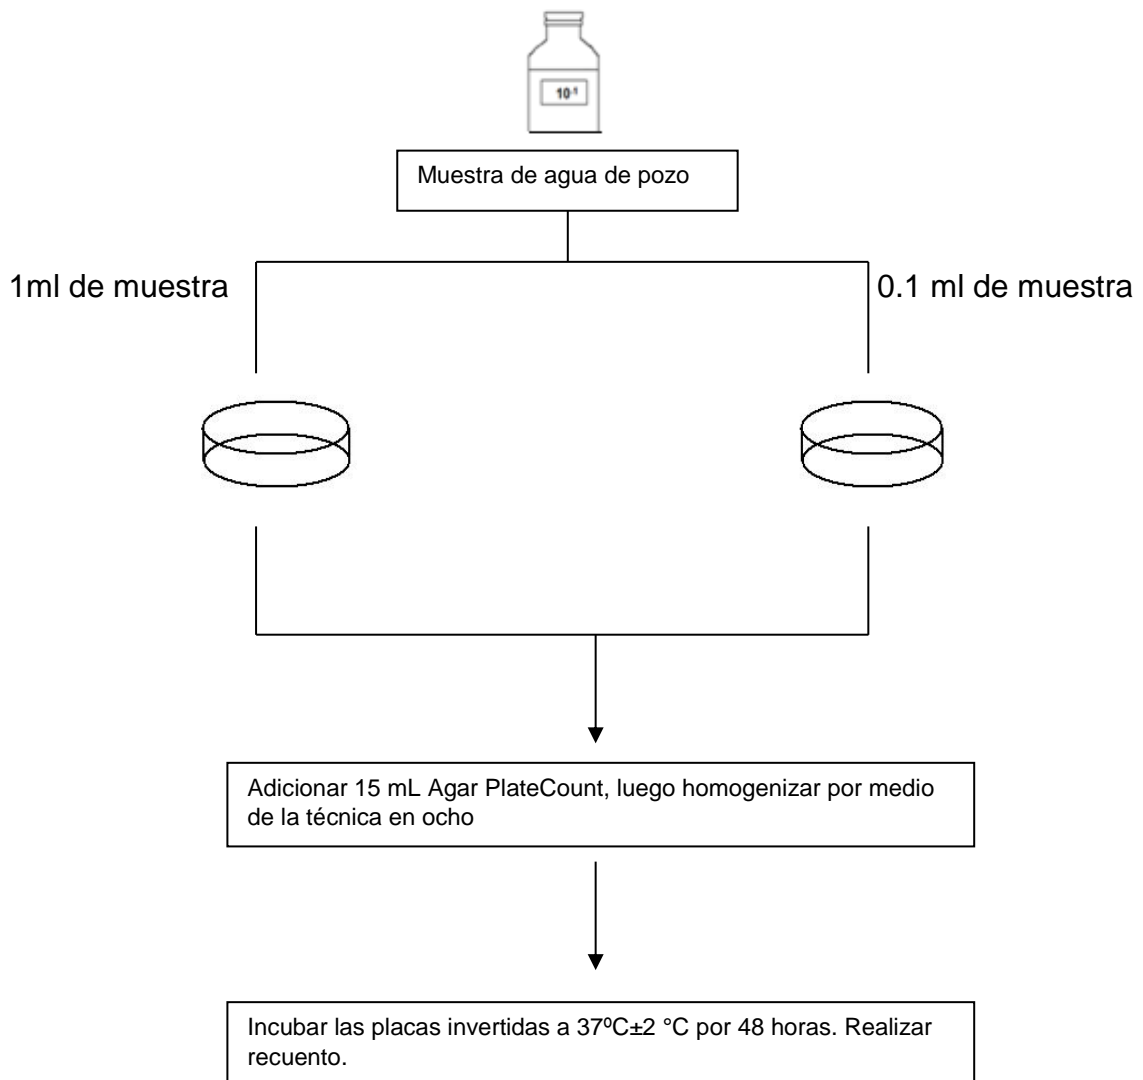 10⁻¹
Muestra de agua de pozo
1ml de muestra
0.1 ml de muestra
Adicionar 15 mL Agar PlateCount, luego homogenizar por medio
de la técnica en ocho
Incubar las placas invertidas a 37ºC±2 °C por 48 horas. Realizar
recuento.